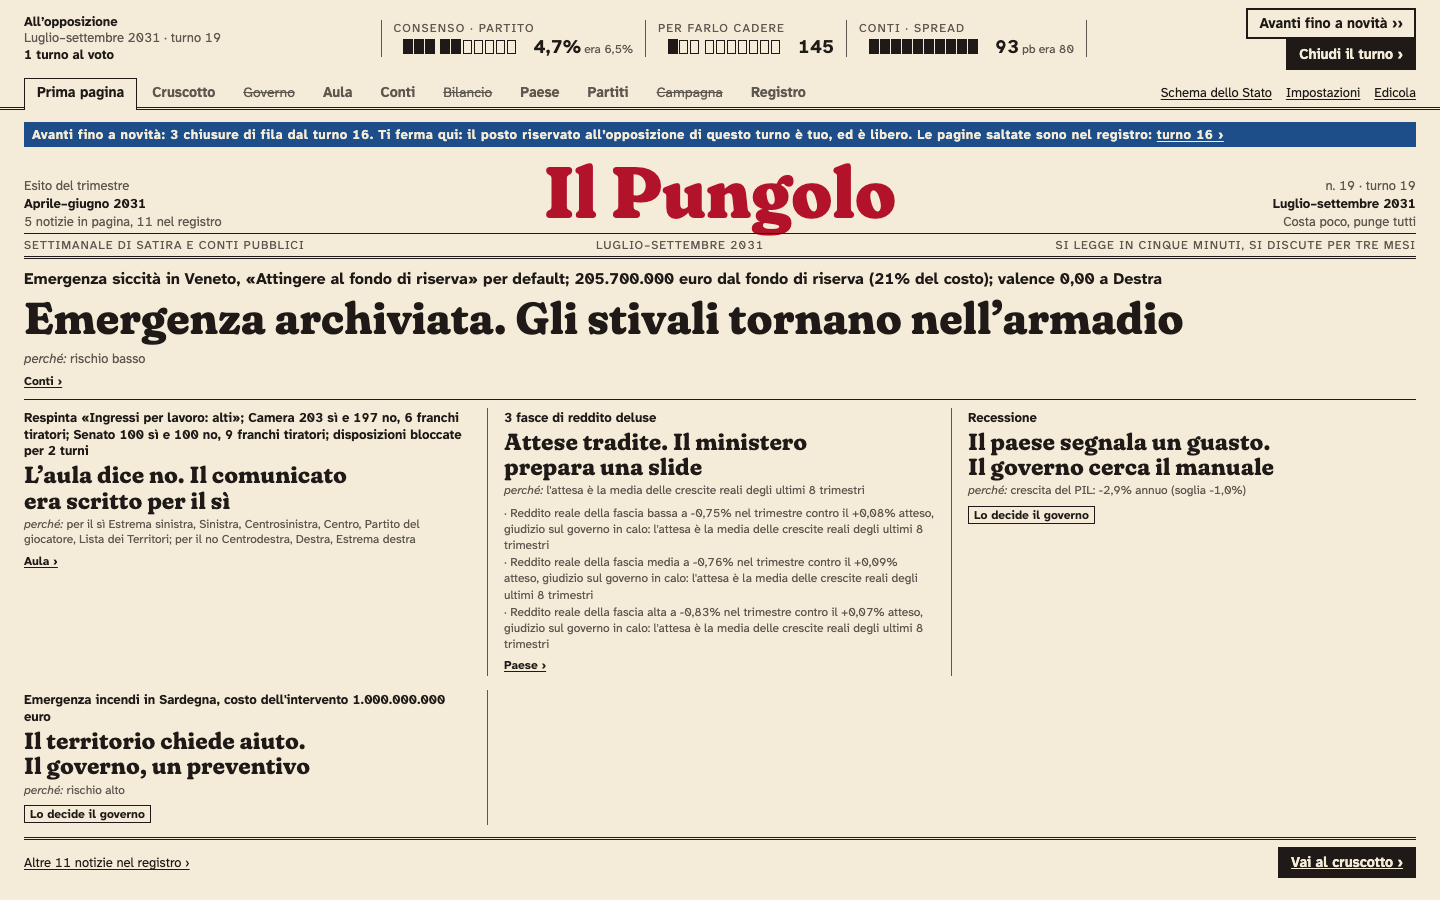 All'opposizione
Luglio–settembre 2031 · turno 19
1 turno al voto
CONSENSO · PARTITO
4,7% era 6,5%
PER FARLO CADERE
145
CONTI · SPREAD
93 pb era 80
Avanti fino a novità ››
Chiudi il turno ›
Prima pagina
Cruscotto
Governo
Aula
Conti
Bilancio
Paese
Partiti
Campagna
Registro
Schema dello Stato
Impostazioni
Edicola
Avanti fino a novità: 3 chiusure di fila dal turno 16. Ti ferma qui: il posto riservato all'opposizione di questo turno è tuo, ed è libero. Le pagine saltate sono nel registro: turno 16 ›
Esito del trimestre
Aprile–giugno 2031
5 notizie in pagina, 11 nel registro
Il Pungolo
n. 19 · turno 19
Luglio–settembre 2031
Costa poco, punge tutti
SETTIMANALE DI SATIRA E CONTI PUBBLICI
LUGLIO–SETTEMBRE 2031
SI LEGGE IN CINQUE MINUTI, SI DISCUTE PER TRE MESI
Emergenza siccità in Veneto, «Attingere al fondo di riserva» per default; 205.700.000 euro dal fondo di riserva (21% del costo); valence 0,00 a Destra
Emergenza archiviata. Gli stivali tornano nell'armadio
perché: rischio basso
Conti ›
Respinta «Ingressi per lavoro: alti»; Camera 203 sì e 197 no, 6 franchi
tiratori; Senato 100 sì e 100 no, 9 franchi tiratori; disposizioni bloccate
per 2 turni
L'aula dice no. Il comunicato
era scritto per il sì
perché: per il sì Estrema sinistra, Sinistra, Centrosinistra, Centro, Partito del
giocatore, Lista dei Territori; per il no Centrodestra, Destra, Estrema destra
Aula ›
3 fasce di reddito deluse
Attese tradite. Il ministero
prepara una slide
perché: l'attesa è la media delle crescite reali degli ultimi 8 trimestri
· Reddito reale della fascia bassa a -0,75% nel trimestre contro il +0,08% atteso,
giudizio sul governo in calo: l'attesa è la media delle crescite reali degli ultimi 8
trimestri
· Reddito reale della fascia media a -0,76% nel trimestre contro il +0,09%
atteso, giudizio sul governo in calo: l'attesa è la media delle crescite reali degli
ultimi 8 trimestri
· Reddito reale della fascia alta a -0,83% nel trimestre contro il +0,07% atteso,
giudizio sul governo in calo: l'attesa è la media delle crescite reali degli ultimi 8
trimestri
Paese ›
Recessione
Il paese segnala un guasto.
Il governo cerca il manuale
perché: crescita del PIL: -2,9% annuo (soglia -1,0%)
Lo decide il governo
Emergenza incendi in Sardegna, costo dell'intervento 1.000.000.000
euro
Il territorio chiede aiuto.
Il governo, un preventivo
perché: rischio alto
Lo decide il governo
Altre 11 notizie nel registro ›
Vai al cruscotto ›